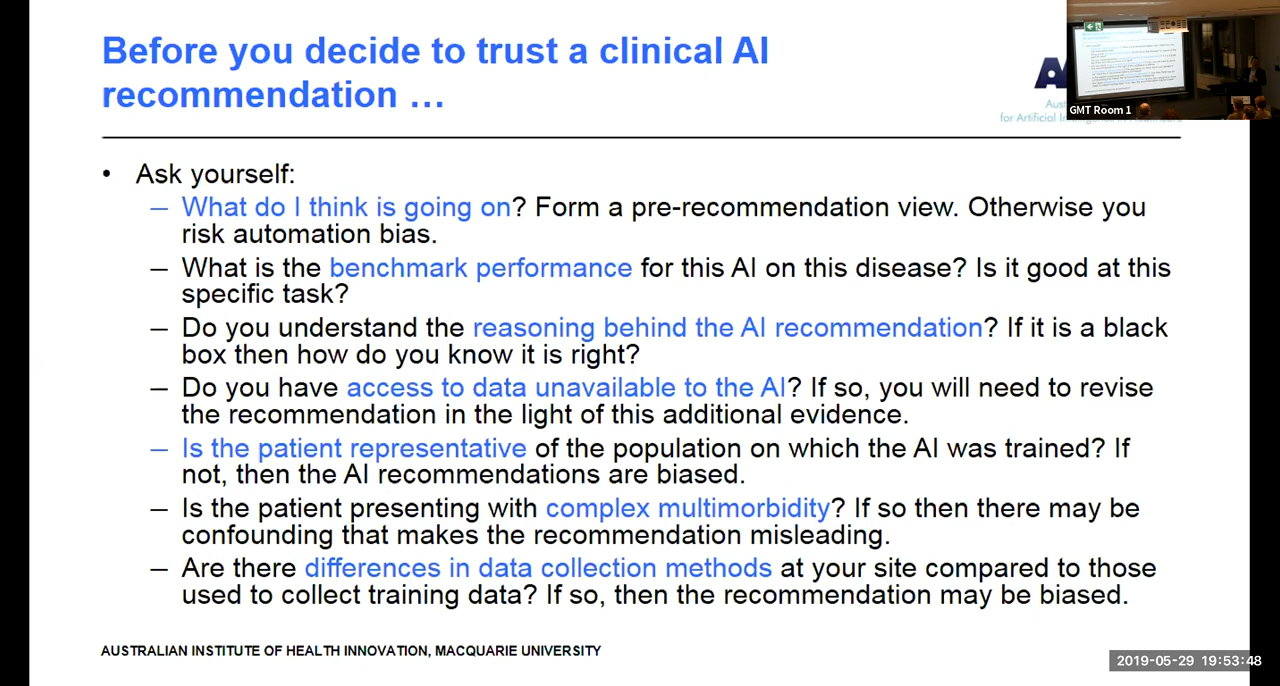 Before you decide to trust a clinical AI
recommendation …
GMT Room 1
for Artificial
• Ask yourself:
– What do I think is going on? Form a pre-recommendation view. Otherwise you
risk automation bias.
– What is the benchmark performance for this AI on this disease? Is it good at this
specific task?
– Do you understand the reasoning behind the AI recommendation? If it is a black
box then how do you know it is right?
– Do you have access to data unavailable to the AI? If so, you will need to revise
the recommendation in the light of this additional evidence.
– Is the patient representative of the population on which the AI was trained? If
not, then the AI recommendations are biased.
– Is the patient presenting with complex multimorbidity? If so then there may be
confounding that makes the recommendation misleading.
– Are there differences in data collection methods at your site compared to those
used to collect training data? If so, then the recommendation may be biased.
AUSTRALIAN INSTITUTE OF HEALTH INNOVATION, MACQUARIE UNIVERSITY
2019-05-29 19:53:48